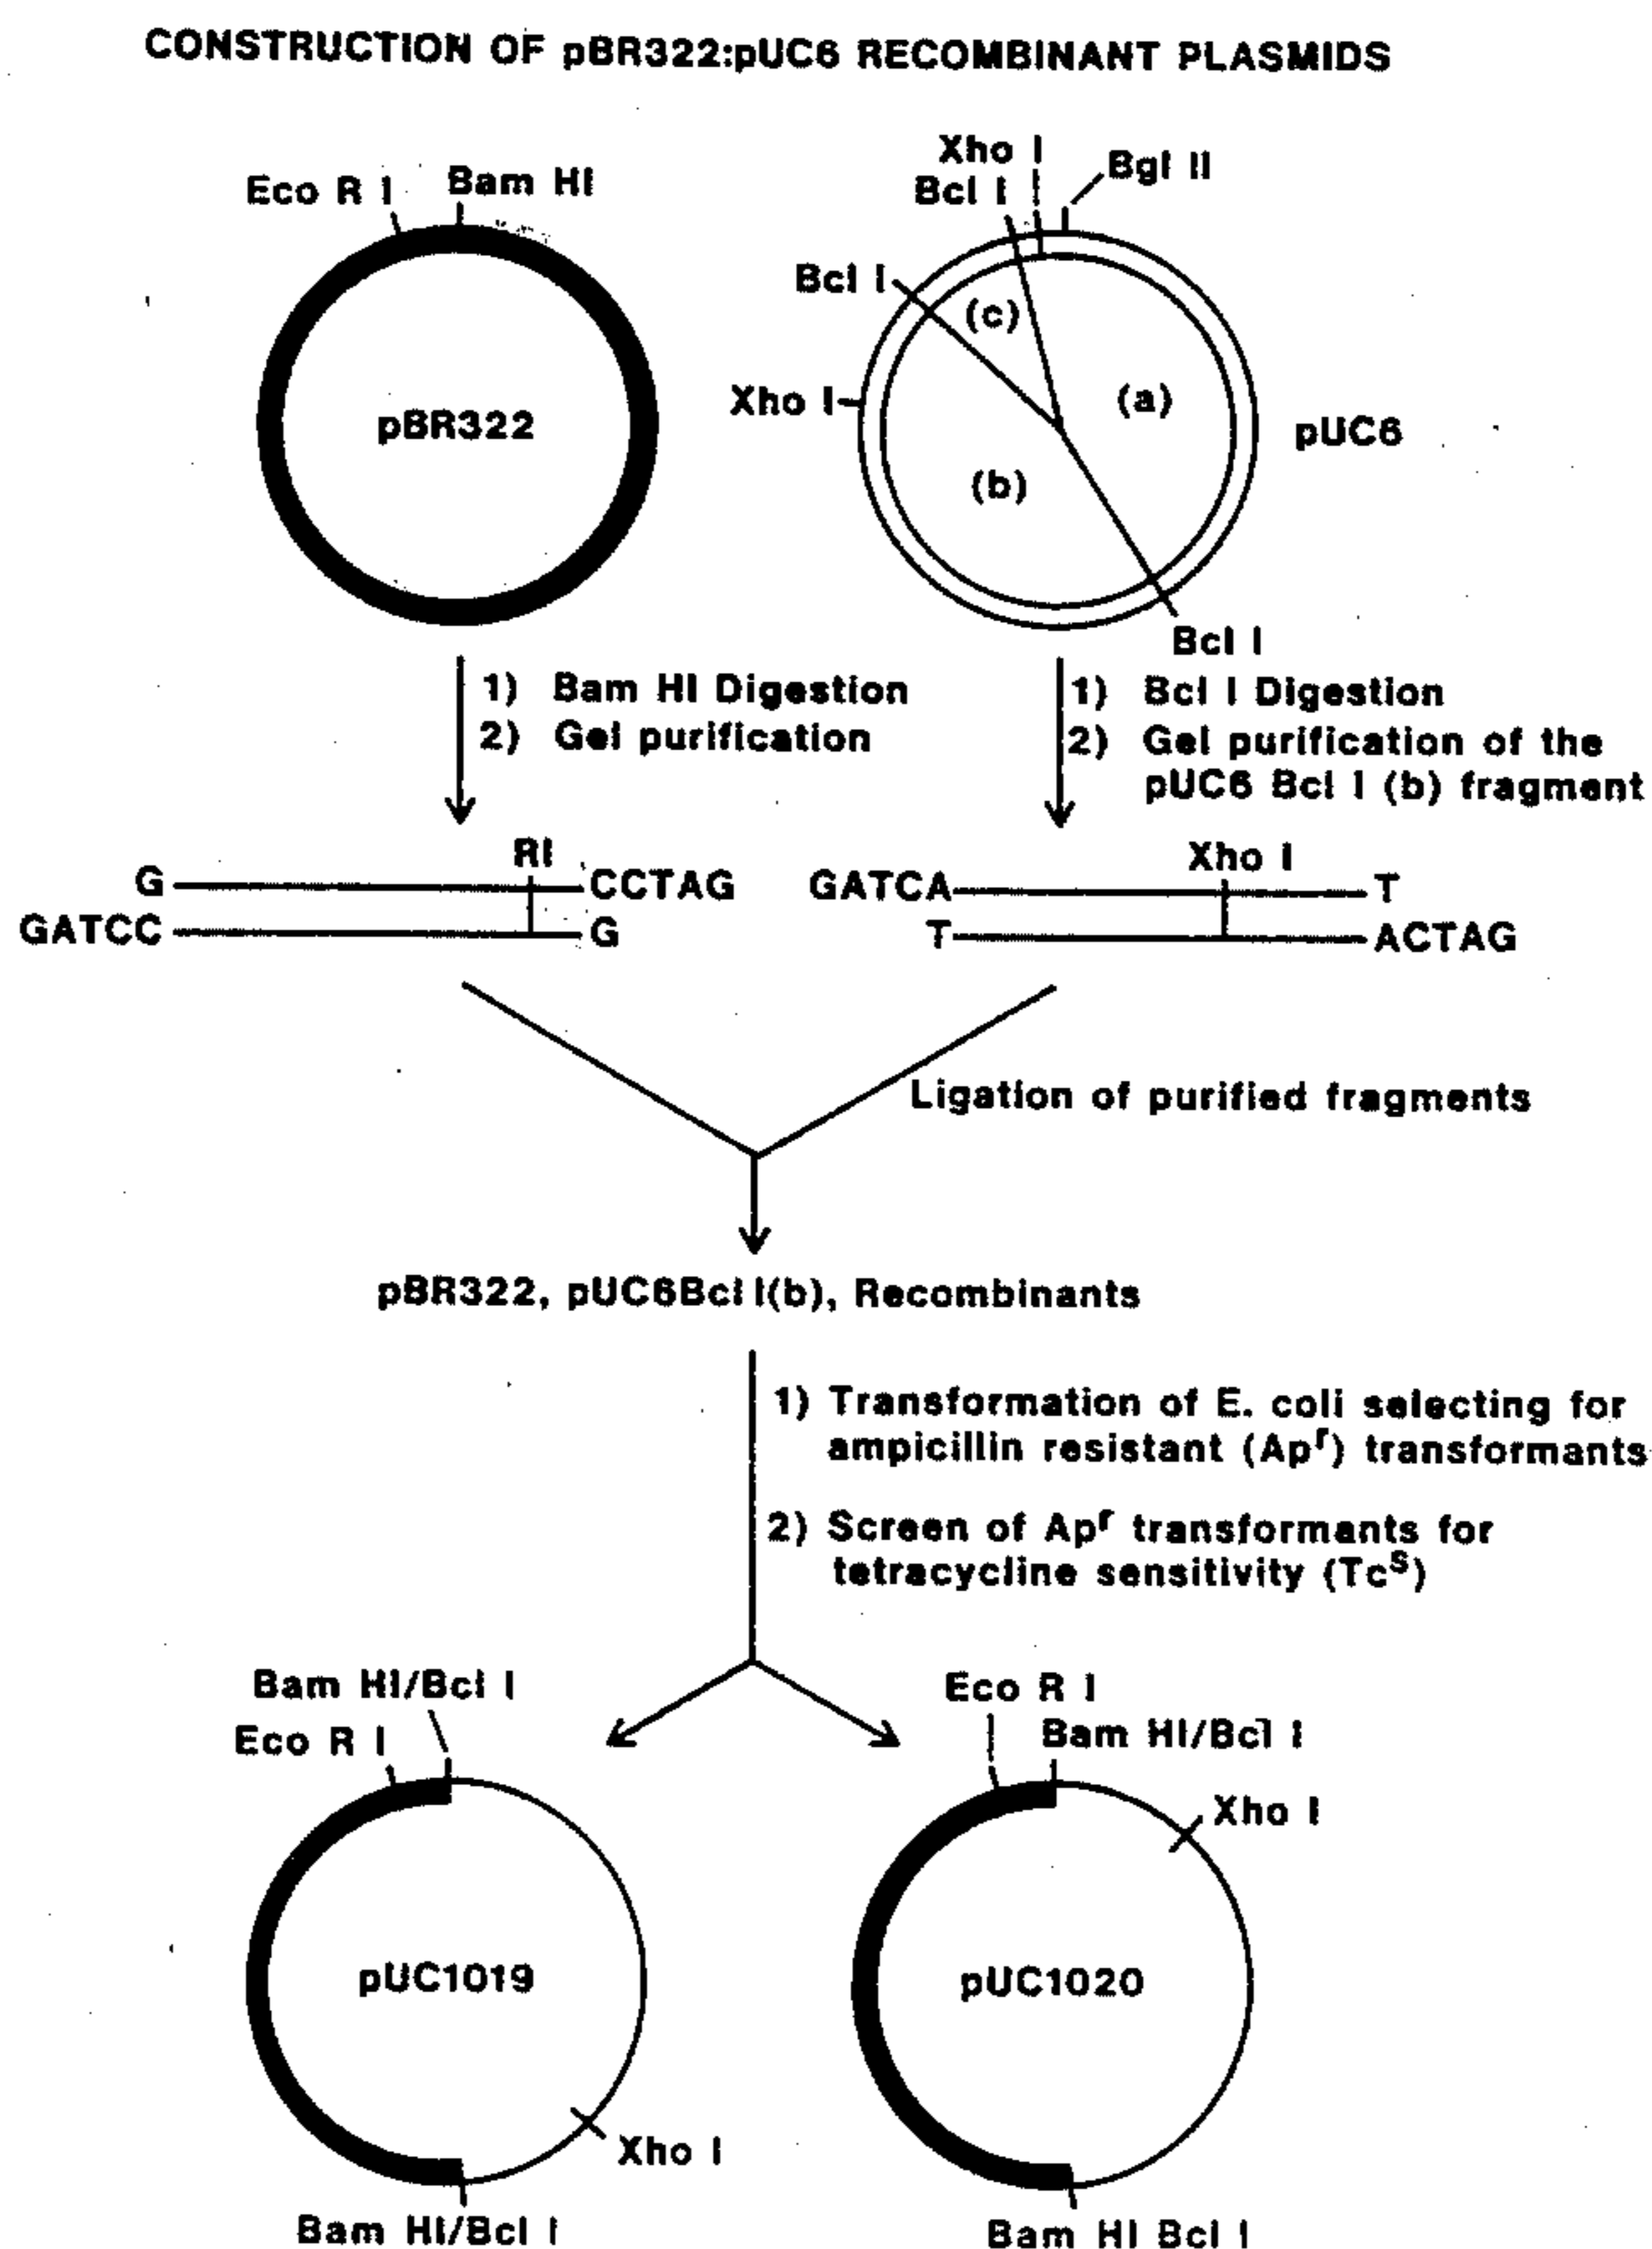 CONSTRUCTION OF pBR322:pUC6 RECOMBINANT PLASMIDS
Eco R I
Bam HI
pBR322
Xho I
Bcl I
Bgl II
Bcl I
Xho I
(c)
(a)
(b)
pUC6
Bcl I
1) Bam HI Digestion
2) Gel purification
1) Bcl I Digestion
2) Gel purification of the
pUC6 Bcl I (b) fragment
RI
G CCTAG
GATCC G
Xho I
GATCA T
T ACTAG
Ligation of purified fragments
pBR322, pUC6Bcl I(b), Recombinants
1) Transformation of E. coli selecting for
ampicillin resistant (Apʳ) transformants
2) Screen of Apʳ transformants for
tetracycline sensitivity (Tcˢ)
Bam HI/Bcl I
Eco R I
pUC1019
Xho I
Bam HI/Bcl I
Eco R I
Bam HI/Bcl I
Xho I
pUC1020
Bam HI Bcl I